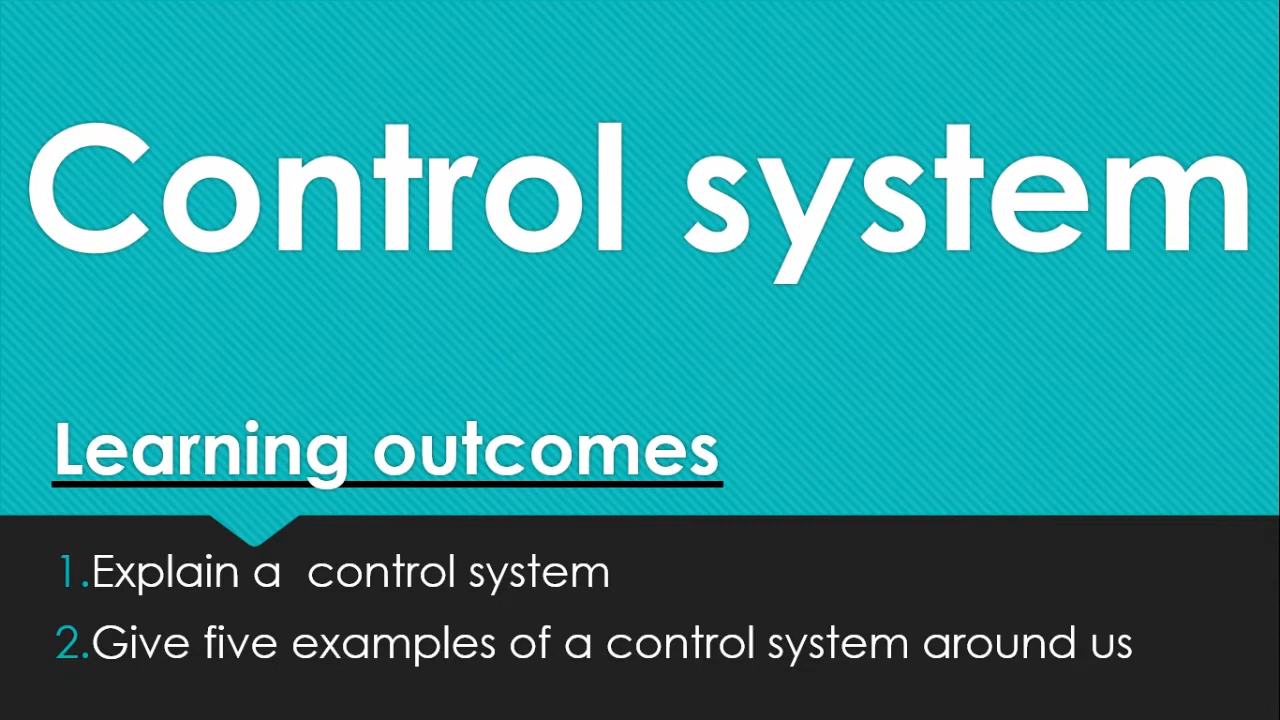 Control system
Learning outcomes
1.Explain a  control system
2.Give five examples of a control system around us